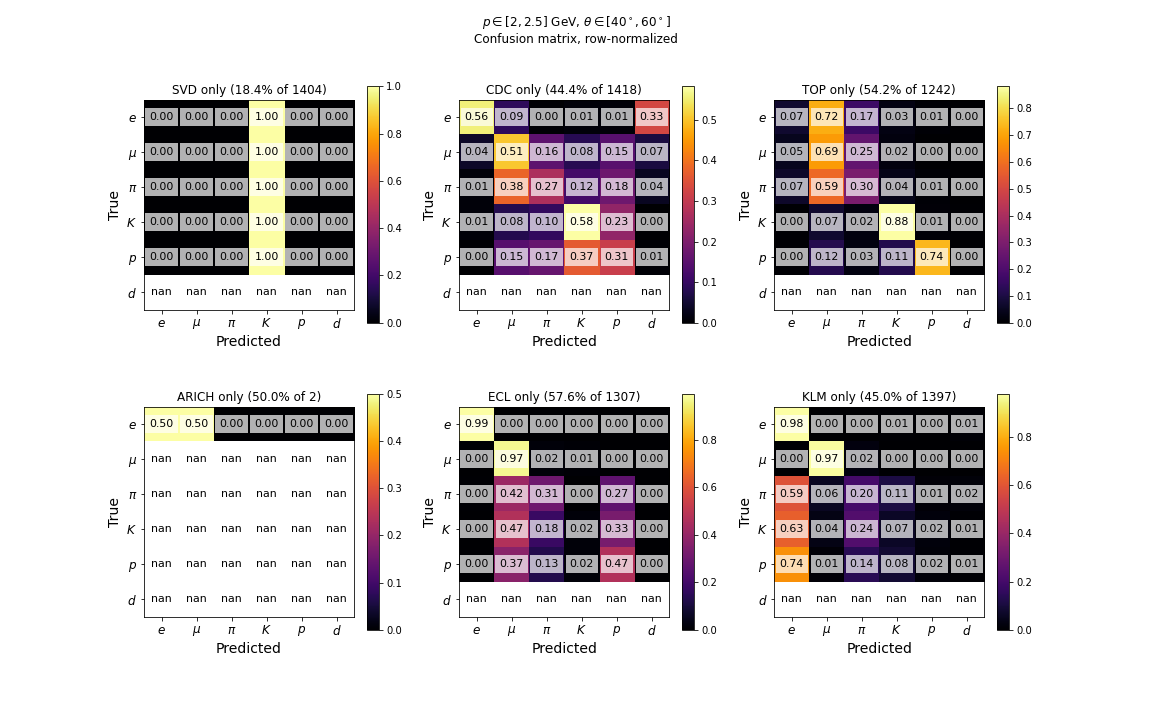 p ∈ [2, 2.5] GeV, θ ∈ [40°, 60°]
Confusion matrix, row-normalized
SVD only (18.4% of 1404)
True
e 0.00 0.00 0.00 1.00 0.00 0.00
μ 0.00 0.00 0.00 1.00 0.00 0.00
π 0.00 0.00 0.00 1.00 0.00 0.00
K 0.00 0.00 0.00 1.00 0.00 0.00
p 0.00 0.00 0.00 1.00 0.00 0.00
d nan nan nan nan nan nan
e μ π K p d
Predicted
1.0
0.8
0.6
0.4
0.2
0.0
CDC only (44.4% of 1418)
True
e 0.56 0.09 0.00 0.01 0.01 0.33
μ 0.04 0.51 0.16 0.08 0.15 0.07
π 0.01 0.38 0.27 0.12 0.18 0.04
K 0.01 0.08 0.10 0.58 0.23 0.00
p 0.00 0.15 0.17 0.37 0.31 0.01
d nan nan nan nan nan nan
e μ π K p d
Predicted
0.5
0.4
0.3
0.2
0.1
0.0
TOP only (54.2% of 1242)
True
e 0.07 0.72 0.17 0.03 0.01 0.00
μ 0.05 0.69 0.25 0.02 0.00 0.00
π 0.07 0.59 0.30 0.04 0.01 0.00
K 0.00 0.07 0.02 0.88 0.01 0.00
p 0.00 0.12 0.03 0.11 0.74 0.00
d nan nan nan nan nan nan
e μ π K p d
Predicted
0.8
0.7
0.6
0.5
0.4
0.3
0.2
0.1
0.0
ARICH only (50.0% of 2)
True
e 0.50 0.50 0.00 0.00 0.00 0.00
μ nan nan nan nan nan nan
π nan nan nan nan nan nan
K nan nan nan nan nan nan
p nan nan nan nan nan nan
d nan nan nan nan nan nan
e μ π K p d
Predicted
0.5
0.4
0.3
0.2
0.1
0.0
ECL only (57.6% of 1307)
True
e 0.99 0.00 0.00 0.00 0.00 0.00
μ 0.00 0.97 0.02 0.01 0.00 0.00
π 0.00 0.42 0.31 0.00 0.27 0.00
K 0.00 0.47 0.18 0.02 0.33 0.00
p 0.00 0.37 0.13 0.02 0.47 0.00
d nan nan nan nan nan nan
e μ π K p d
Predicted
0.8
0.6
0.4
0.2
0.0
KLM only (45.0% of 1397)
True
e 0.98 0.00 0.00 0.01 0.00 0.01
μ 0.00 0.97 0.02 0.00 0.00 0.00
π 0.59 0.06 0.20 0.11 0.01 0.02
K 0.63 0.04 0.24 0.07 0.02 0.01
p 0.74 0.01 0.14 0.08 0.02 0.01
d nan nan nan nan nan nan
e μ π K p d
Predicted
0.8
0.6
0.4
0.2
0.0